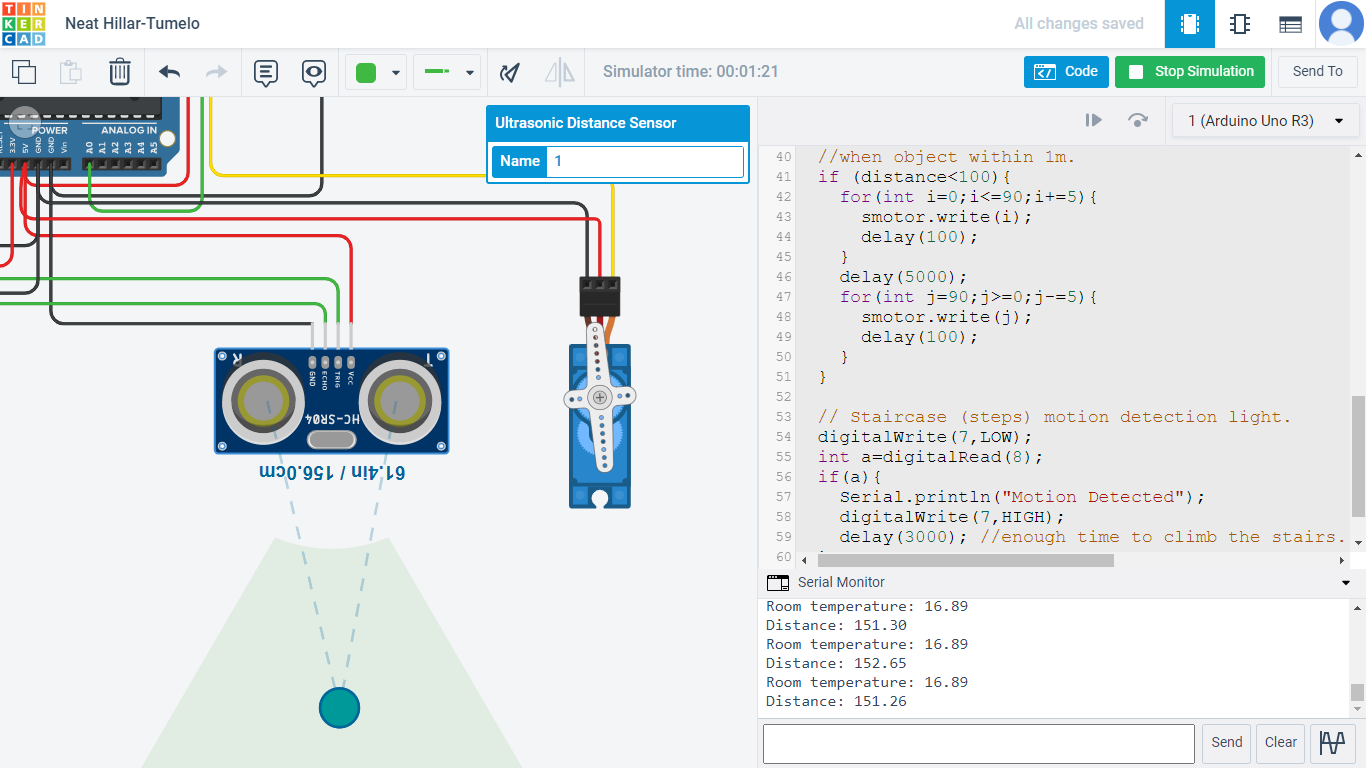 TIN
KER
CAD
Neat Hillar-Tumelo
All changes saved
Simulator time: 00:01:21
Code
Stop Simulation
Send To
1 (Arduino Uno R3)
POWER
ANALOG IN
3.3V
5V
GND
GND
Vin
A0
A1
A2
A3
A4
A5
Ultrasonic Distance Sensor
Name
1
R
T
GND
ECHO
TRIG
VCC
HC-SR04
61.4in / 156.0cm
40 //when object within 1m.
41 if (distance<100){
42 for(int i=0;i<=90;i+=5){
43 smotor.write(i);
44 delay(100);
45 }
46 delay(5000);
47 for(int j=90;j>=0;j-=5){
48 smotor.write(j);
49 delay(100);
50 }
51 }
52
53 // Staircase (steps) motion detection light.
54 digitalWrite(7,LOW);
55 int a=digitalRead(8);
56 if(a){
57 Serial.println("Motion Detected");
58 digitalWrite(7,HIGH);
59 delay(3000); //enough time to climb the stairs.
60
Serial Monitor
Room temperature: 16.89
Distance: 151.30
Room temperature: 16.89
Distance: 152.65
Room temperature: 16.89
Distance: 151.26
Send
Clear